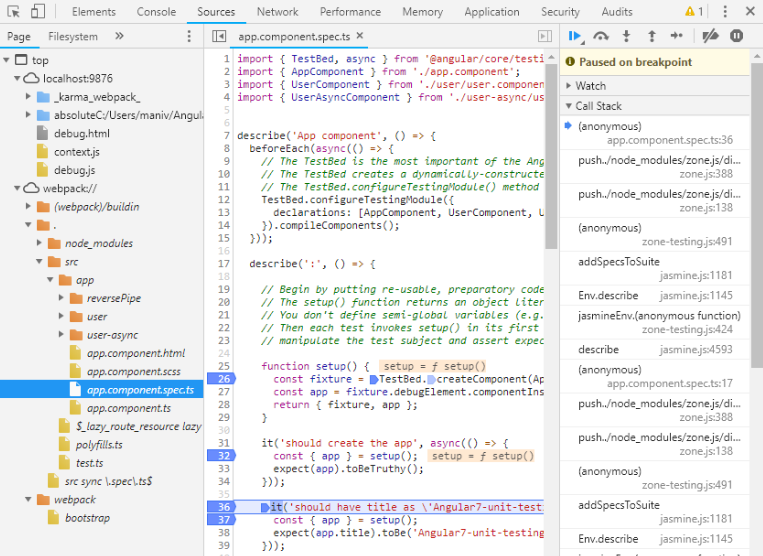 Elements Console Sources Network Performance Memory Application Security Audits 1
Page Filesystem »
top
localhost:9876
_karma_webpack_
absoluteC:/Users/maniv/Angul
debug.html
context.js
debug.js
webpack://
(webpack)/buildin
.
node_modules
src
app
reversePipe
user
user-async
app.component.html
app.component.scss
app.component.spec.ts
app.component.ts
$_lazy_route_resource lazy
polyfills.ts
test.ts
src sync \.spec\.ts$
webpack
bootstrap
app.component.spec.ts ×
1 import { TestBed, async } from '@angular/core/testi
2 import { AppComponent } from './app.component';
3 import { UserComponent } from './user/user.component
4 import { UserAsyncComponent } from './user-async/us
5
6
7 describe('App component', () => {
8 beforeEach(async(() => {
9 // The TestBed is the most important of the Ang
10 // The TestBed creates a dynamically-constructe
11 // The TestBed.configureTestingModule() method
12 TestBed.configureTestingModule({
13 declarations: [AppComponent, UserComponent, U
14 }).compileComponents();
15 }));
16
17 describe(':', () => {
18
19 // Begin by putting re-usable, preparatory code
20 // The setup() function returns an object liter
21 // You don't define semi-global variables (e.g.
22 // Then each test invokes setup() in its first
23 // manipulate the test subject and assert expec
24
25 function setup() { setup = ƒ setup()
26 const fixture = TestBed.createComponent(Ap
27 const app = fixture.debugElement.componentIns
28 return { fixture, app };
29 }
30
31 it('should create the app', async(() => {
32 const { app } = setup(); setup = ƒ setup()
33 expect(app).toBeTruthy();
34 }));
35
36 it('should have title as \'Angular7-unit-testi
37 const { app } = setup();
38 expect(app.title).toBe('Angular7-unit-testing
39 }));
Paused on breakpoint
Watch
Call Stack
(anonymous)
app.component.spec.ts:36
push../node_modules/zone.js/di...
zone.js:388
push../node_modules/zone.js/di...
zone.js:138
(anonymous)
zone-testing.js:491
addSpecsToSuite
jasmine.js:1181
Env.describe jasmine.js:1145
jasmineEnv.(anonymous function)
zone-testing.js:424
describe jasmine.js:4593
(anonymous)
app.component.spec.ts:17
push../node_modules/zone.js/di...
zone.js:388
push../node_modules/zone.js/di...
zone.js:138
(anonymous)
zone-testing.js:491
addSpecsToSuite
jasmine.js:1181
Env.describe jasmine.js:1145